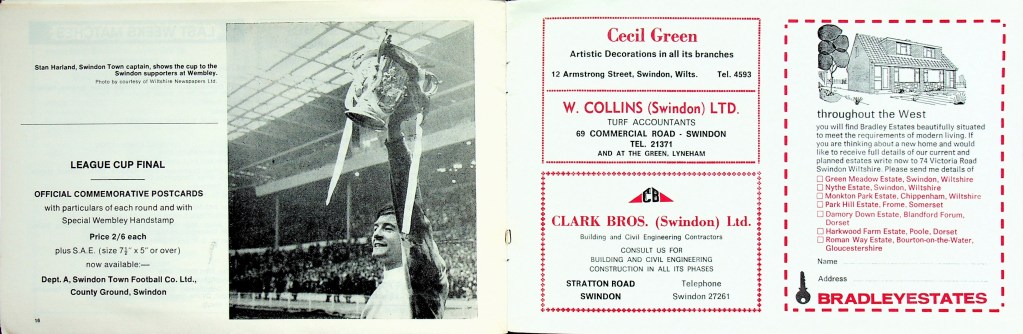 Stan Harland, Swindon Town captain, shows the cup to the
Swindon supporters at Wembley.
Photo by courtesy of Wiltshire Newspapers Ltd.
LEAGUE CUP FINAL
OFFICIAL COMMEMORATIVE POSTCARDS
with particulars of each round and with
Special Wembley Handstamp
Price 2/6 each
plus S.A.E. (size 7½" x 5" or over)
now available:—
Dept. A, Swindon Town Football Co. Ltd.,
County Ground, Swindon
16
Cecil Green
Artistic Decorations in all its branches
12 Armstrong Street, Swindon, Wilts. Tel. 4593
W. COLLINS (Swindon) LTD.
TURF ACCOUNTANTS
69 COMMERCIAL ROAD - SWINDON
TEL. 21371
AND AT THE GREEN, LYNEHAM
CB
CLARK BROS. (Swindon) Ltd.
Building and Civil Engineering Contractors
CONSULT US FOR
BUILDING AND CIVIL ENGINEERING
CONSTRUCTION IN ALL ITS PHASES
STRATTON ROAD Telephone
SWINDON Swindon 27261
throughout the West
you will find Bradley Estates beautifully situated
to meet the requirements of modern living. If
you are thinking about a new home and would
like to receive full details of our current and
planned estates write now to 74 Victoria Road
Swindon Wiltshire. Please send me details of
Green Meadow Estate, Swindon, Wiltshire
Nythe Estate, Swindon, Wiltshire
Monkton Park Estate, Chippenham, Wiltshire
Park Hill Estate, Frome. Somerset
Damory Down Estate, Blandford Forum,
Dorset
Harkwood Farm Estate, Poole, Dorset
Roman Way Estate, Bourton-on-the-Water,
Gloucestershire
Name
Address
BRADLEYESTATES